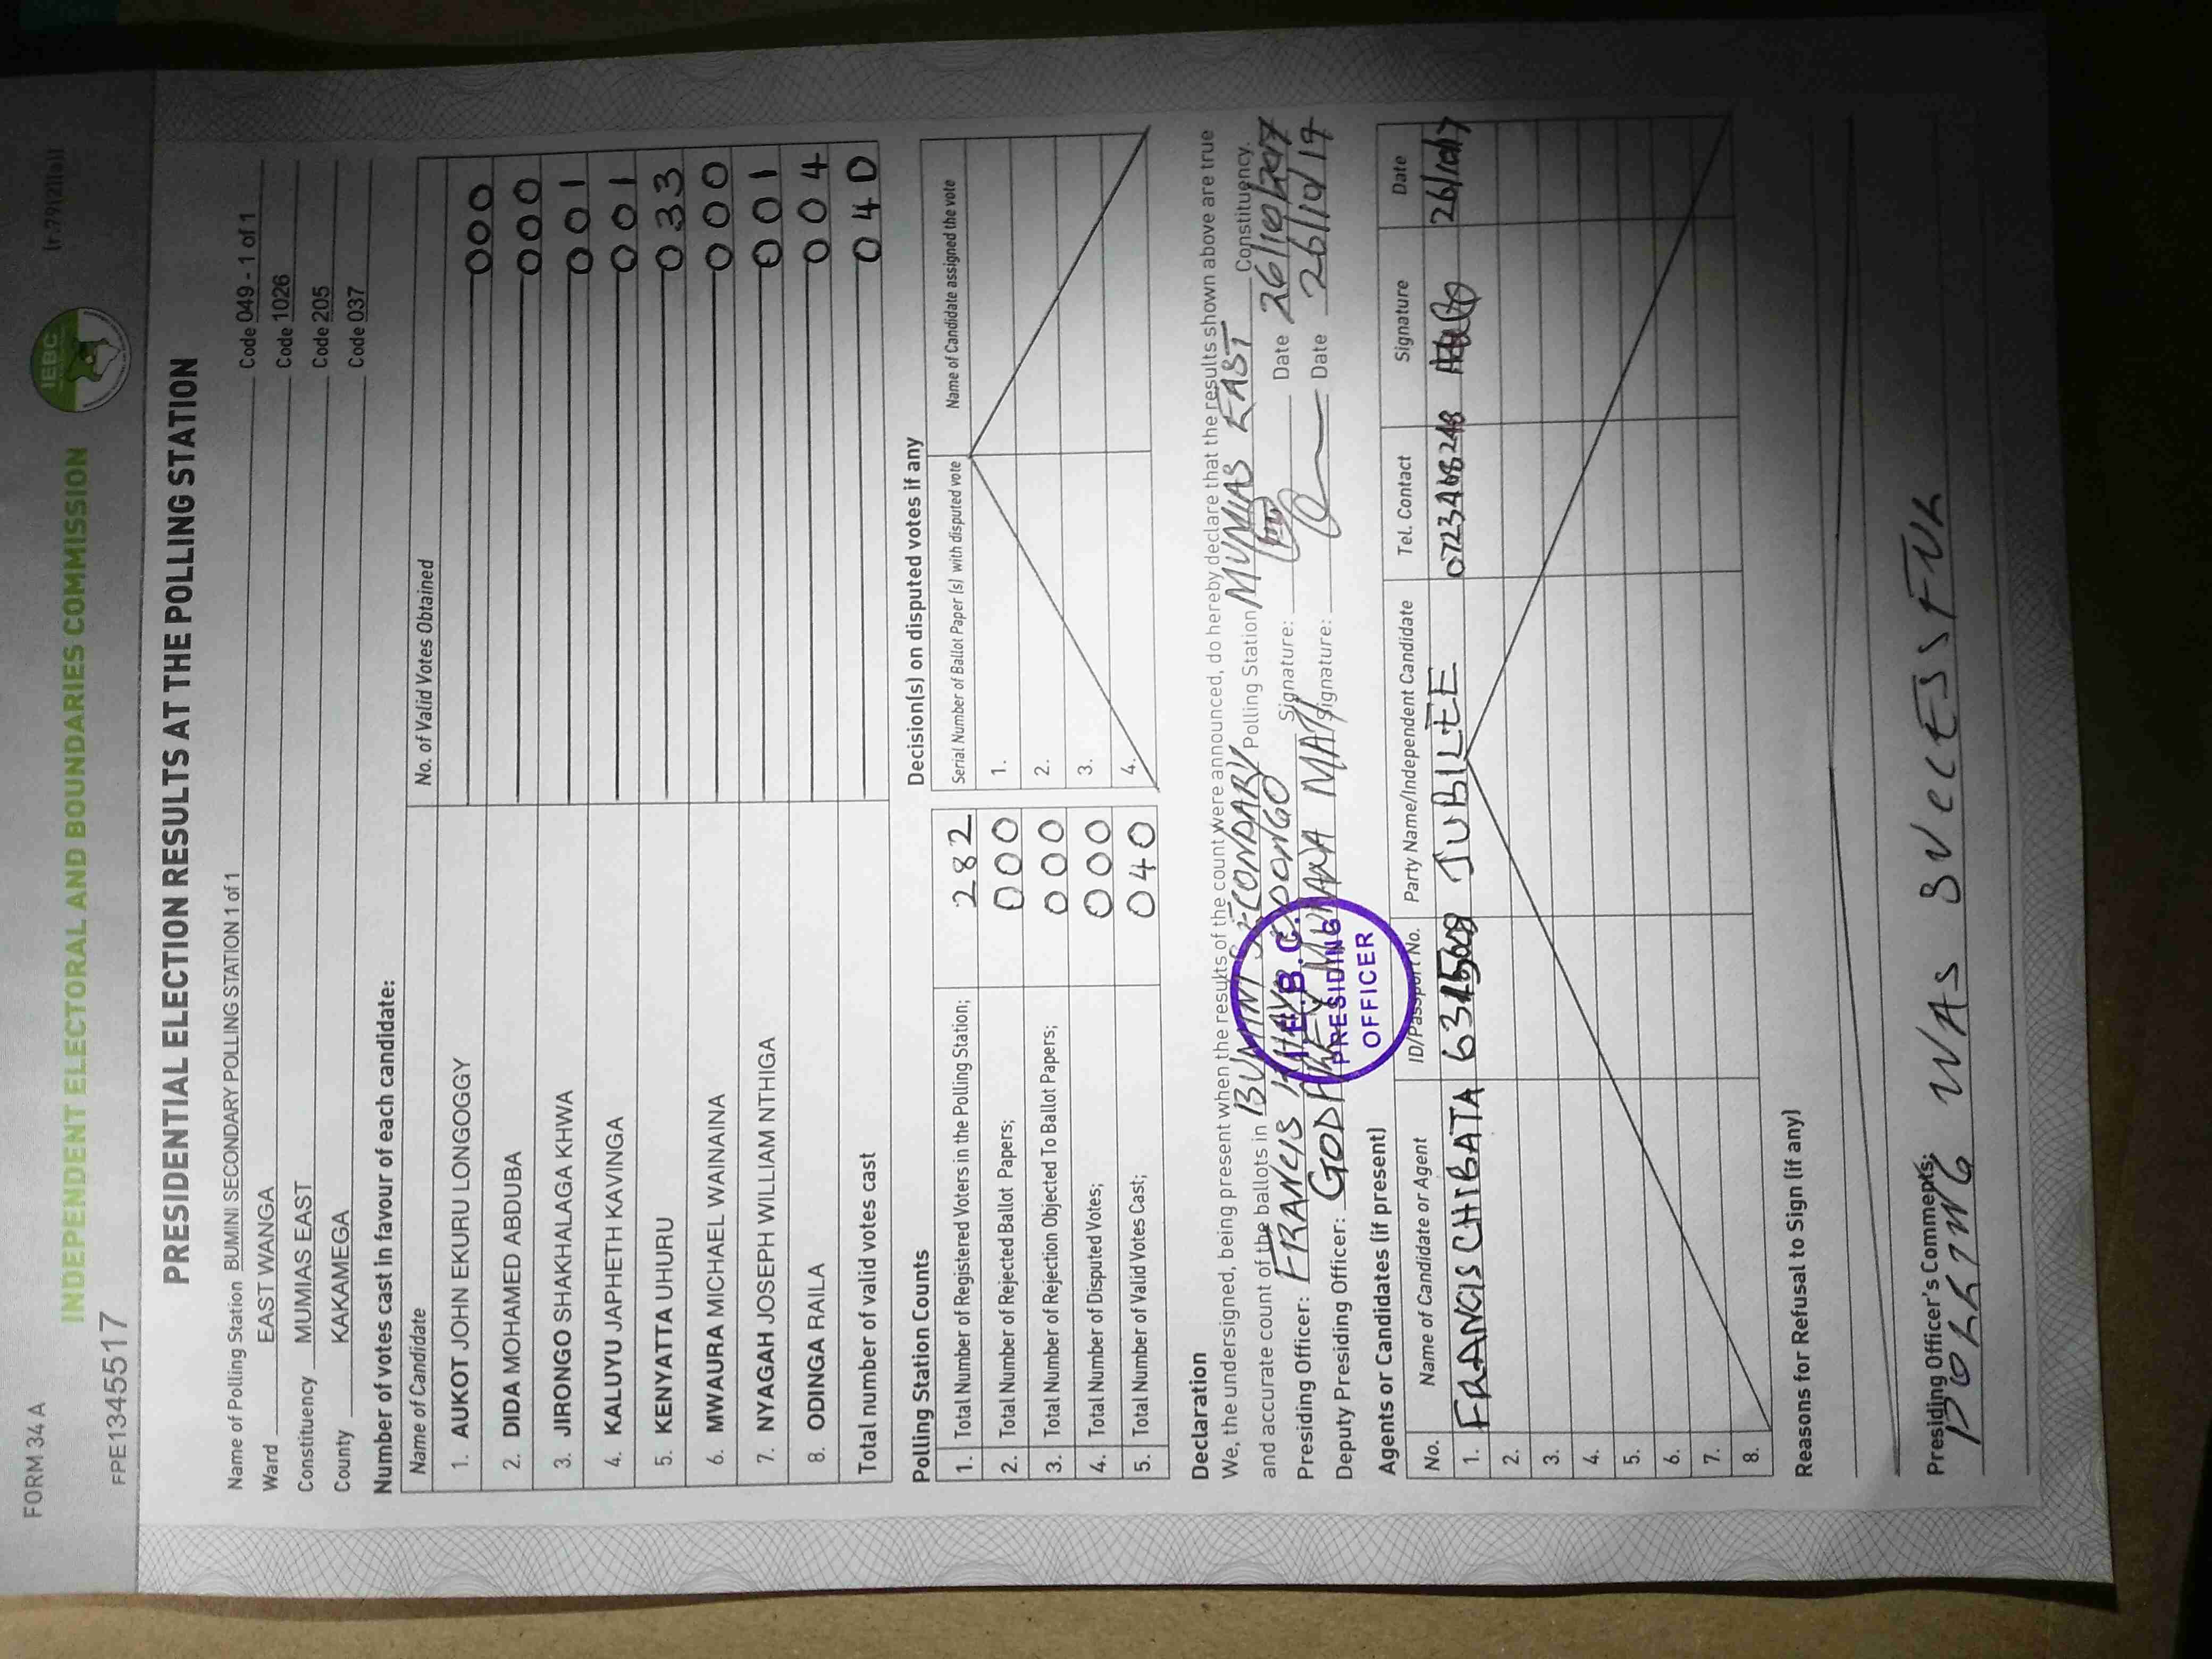 FORM 34 A
(r.79(2)(a))
IEBC
INDEPENDENT ELECTORAL AND BOUNDARIES COMMISSION
FPE1345517
PRESIDENTIAL ELECTION RESULTS AT THE POLLING STATION
Name of Polling Station BUMINI SECONDARY POLLING STATION 1 of 1 Code 049 - 1 of 1
Ward EAST WANGA Code 1026
Constituency MUMIAS EAST Code 205
County KAKAMEGA Code 037
Number of votes cast in favour of each candidate:
Name of Candidate No. of Valid Votes Obtained
1. AUKOT JOHN EKURU LONGOGGY 000
2. DIDA MOHAMED ABDUBA 000
3. JIRONGO SHAKHALAGA KHWA 001
4. KALUYU JAPHETH KAVINGA 001
5. KENYATTA UHURU 033
6. MWAURA MICHAEL WAINAINA 000
7. NYAGAH JOSEPH WILLIAM NTHIGA 001
8. ODINGA RAILA 004
Total number of valid votes cast 040
Polling Station Counts
1. Total Number of Registered Voters in the Polling Station; 282
2. Total Number of Rejected Ballot Papers; 000
3. Total Number of Rejection Objected To Ballot Papers; 000
4. Total Number of Disputed Votes; 000
5. Total Number of Valid Votes Cast; 040
Decision(s) on disputed votes if any
Serial Number of Ballot Paper (s) with disputed vote Name of Candidate assigned the vote
1.
2.
3.
4.
Declaration
We, the undersigned, being present when the results of the count were announced, do hereby declare that the results shown above are true
and accurate count of the ballots in BUMINI SECONDARY Polling Station MUMIAS EAST Constituency.
Presiding Officer: FRANCIS Signature: Date 26/10/2017
Deputy Presiding Officer: Signature: Date 26/10/17
I.E.B.C.
PRESIDING
OFFICER
Agents or Candidates (if present)
No. Name of Candidate or Agent ID/Passport No. Party Name/Independent Candidate Tel. Contact Signature Date
1. FRANCIS CHIBATA JUBILEE 26/10/17
2.
3.
4.
5.
6.
7.
8.
Reasons for Refusal to Sign (if any)
Presiding Officer's Comments:
POLLING WAS SUCCESSFUL